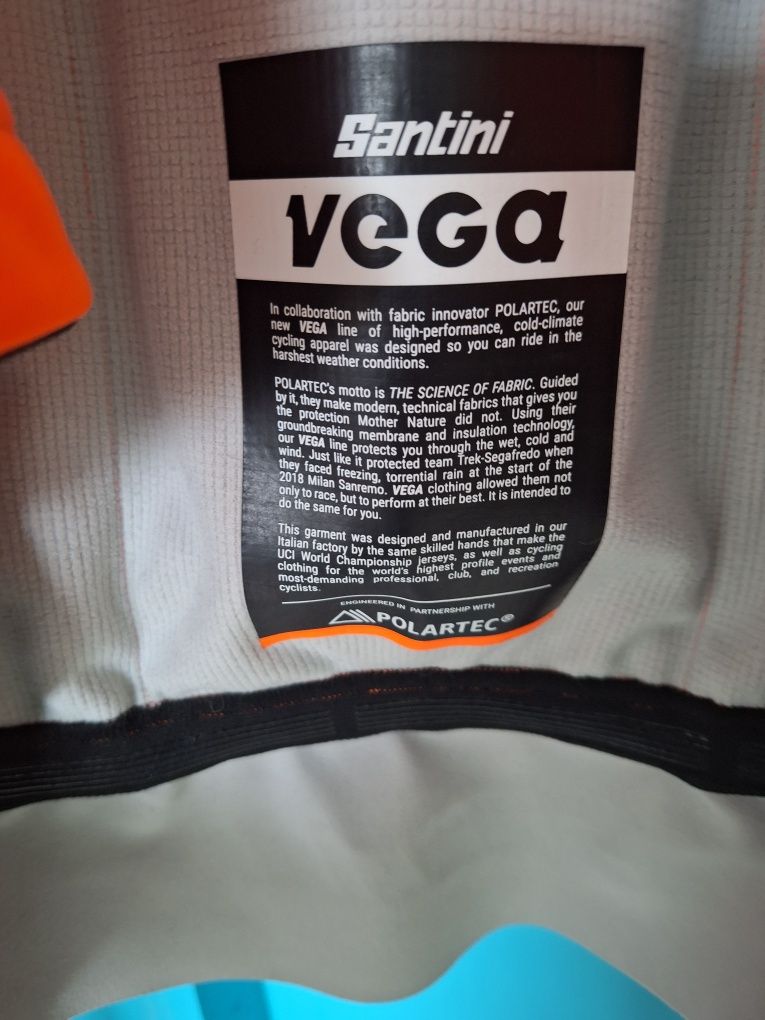 Santini
VEGA
In collaboration with fabric innovator POLARTEC, our
new VEGA line of high-performance, cold-climate
cycling apparel was designed so you can ride in the
harshest weather conditions.
POLARTEC's motto is THE SCIENCE OF FABRIC. Guided
by it, they make modern, technical fabrics that gives you
the protection Mother Nature did not. Using their
groundbreaking membrane and insulation technology,
our VEGA line protects you through the wet, cold and
wind. Just like it protected team Trek-Segafredo when
they faced freezing, torrential rain at the start of the
2018 Milan Sanremo. VEGA clothing allowed them not
only to race, but to perform at their best. It is intended to
do the same for you.
This garment was designed and manufactured in our
Italian factory by the same skilled hands that make the
UCI World Championship jerseys, as well as cycling
clothing for the world's highest profile events and
most-demanding professional, club, and recreation
cyclists.
ENGINEERED IN PARTNERSHIP WITH
POLARTEC®